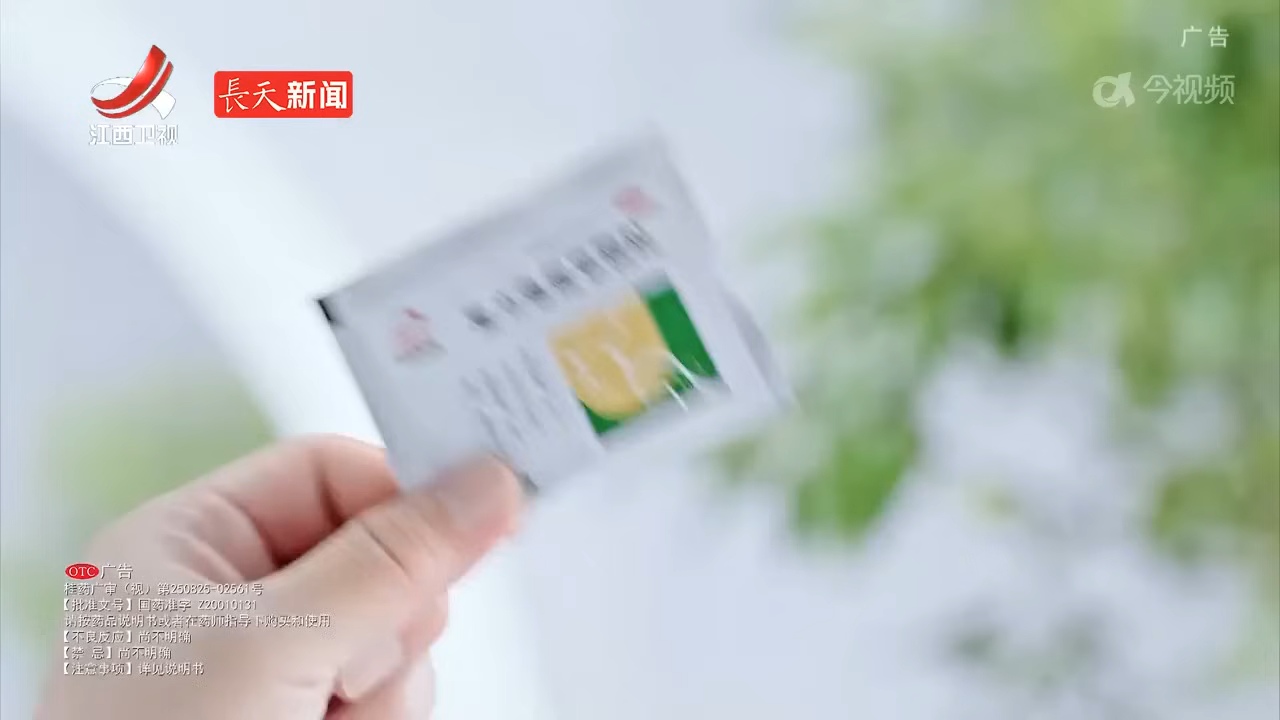 广告
江西卫视
長天新闻
今视频
OTC 广告
桂药广审（视）第250825-02561号
【批准文号】国药准字 Z20010131
请按药品说明书或者在药师指导下购买和使用
【不良反应】尚不明确
【禁 忌】尚不明确
【注意事项】详见说明书